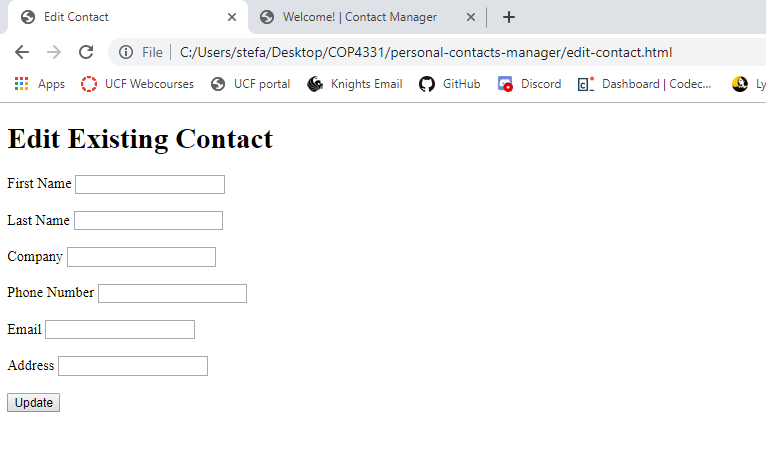 Edit Contact
Welcome! | Contact Manager
File | C:/Users/stefa/Desktop/COP4331/personal-contacts-manager/edit-contact.html
Apps UCF Webcourses UCF portal Knights Email GitHub Discord Dashboard | Codec... Ly
Edit Existing Contact
First Name
Last Name
Company
Phone Number
Email
Address
Update